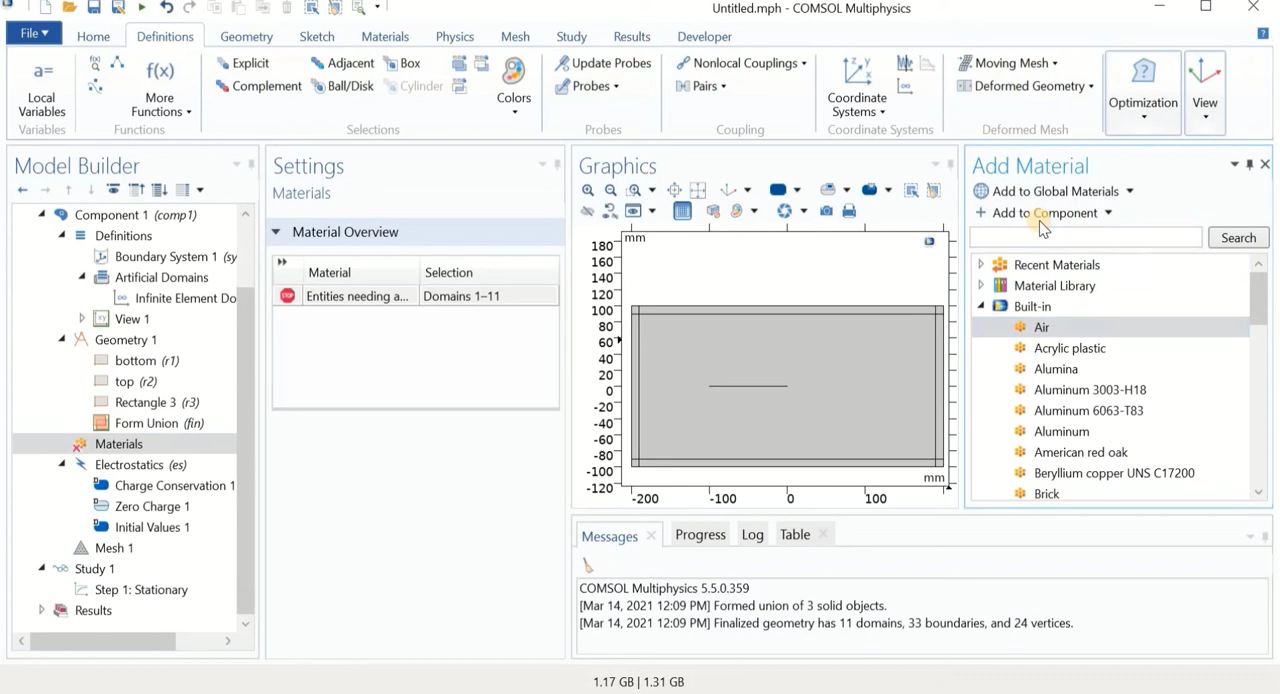 Untitled.mph - COMSOL Multiphysics
File Home Definitions Geometry Sketch Materials Physics Mesh Study Results Developer
a= Local Variables
Variables
f(x) More Functions
Functions
Explicit Adjacent Box
Complement Ball/Disk Cylinder
Colors
Selections
Update Probes
Probes
Probes
Nonlocal Couplings
Pairs
Coupling
Coordinate Systems
Coordinate Systems
Moving Mesh
Deformed Geometry
Deformed Mesh
Optimization
View
Model Builder
Component 1 (comp1)
Definitions
Boundary System 1 (sy
Artificial Domains
Infinite Element Do
View 1
Geometry 1
bottom (r1)
top (r2)
Rectangle 3 (r3)
Form Union (fin)
Materials
Electrostatics (es)
Charge Conservation 1
Zero Charge 1
Initial Values 1
Mesh 1
Study 1
Step 1: Stationary
Results
Settings
Materials
Material Overview
Material Selection
STOP Entities needing a... Domains 1–11
Graphics
mm
180
160
140
120
100
80
60
40
20
0
-20
-40
-60
-80
-100
-120
mm
-200 -100 0 100
Add Material
Add to Global Materials
+ Add to Component
Search
Recent Materials
Material Library
Built-in
Air
Acrylic plastic
Alumina
Aluminum 3003-H18
Aluminum 6063-T83
Aluminum
American red oak
Beryllium copper UNS C17200
Brick
Messages Progress Log Table
COMSOL Multiphysics 5.5.0.359
[Mar 14, 2021 12:09 PM] Formed union of 3 solid objects.
[Mar 14, 2021 12:09 PM] Finalized geometry has 11 domains, 33 boundaries, and 24 vertices.
1.17 GB | 1.31 GB